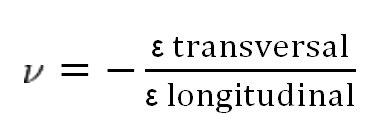 ν = − ε transversal / ε longitudinal